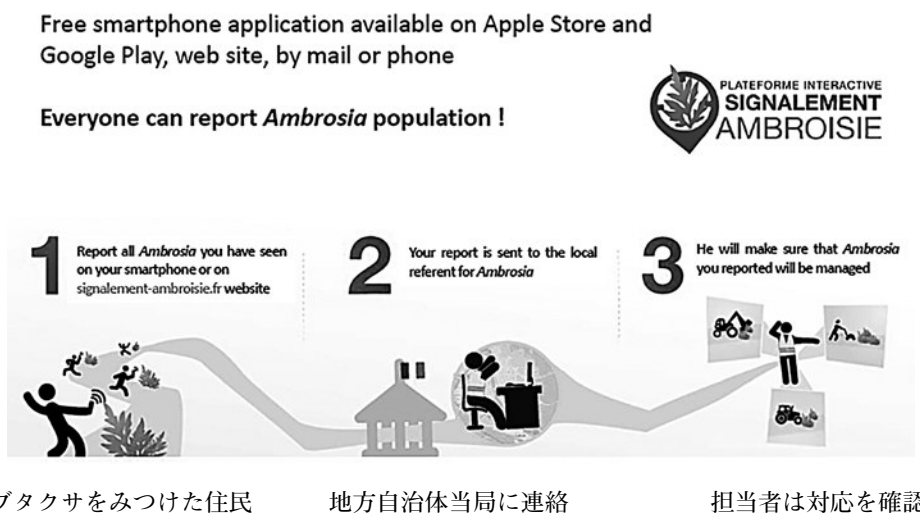 Free smartphone application available on Apple Store and
Google Play, web site, by mail or phone
Everyone can report Ambrosia population !
PLATEFORME INTERACTIVE
SIGNALEMENT
AMBROISIE
1
Report all Ambrosia you have seen
on your smartphone or on
signalement-ambroisie.fr website
2
Your report is sent to the local
referent for Ambrosia
3
He will make sure that Ambrosia
you reported will be managed
ブタクサをみつけた住民
地方自治体当局に連絡
担当者は対応を確認